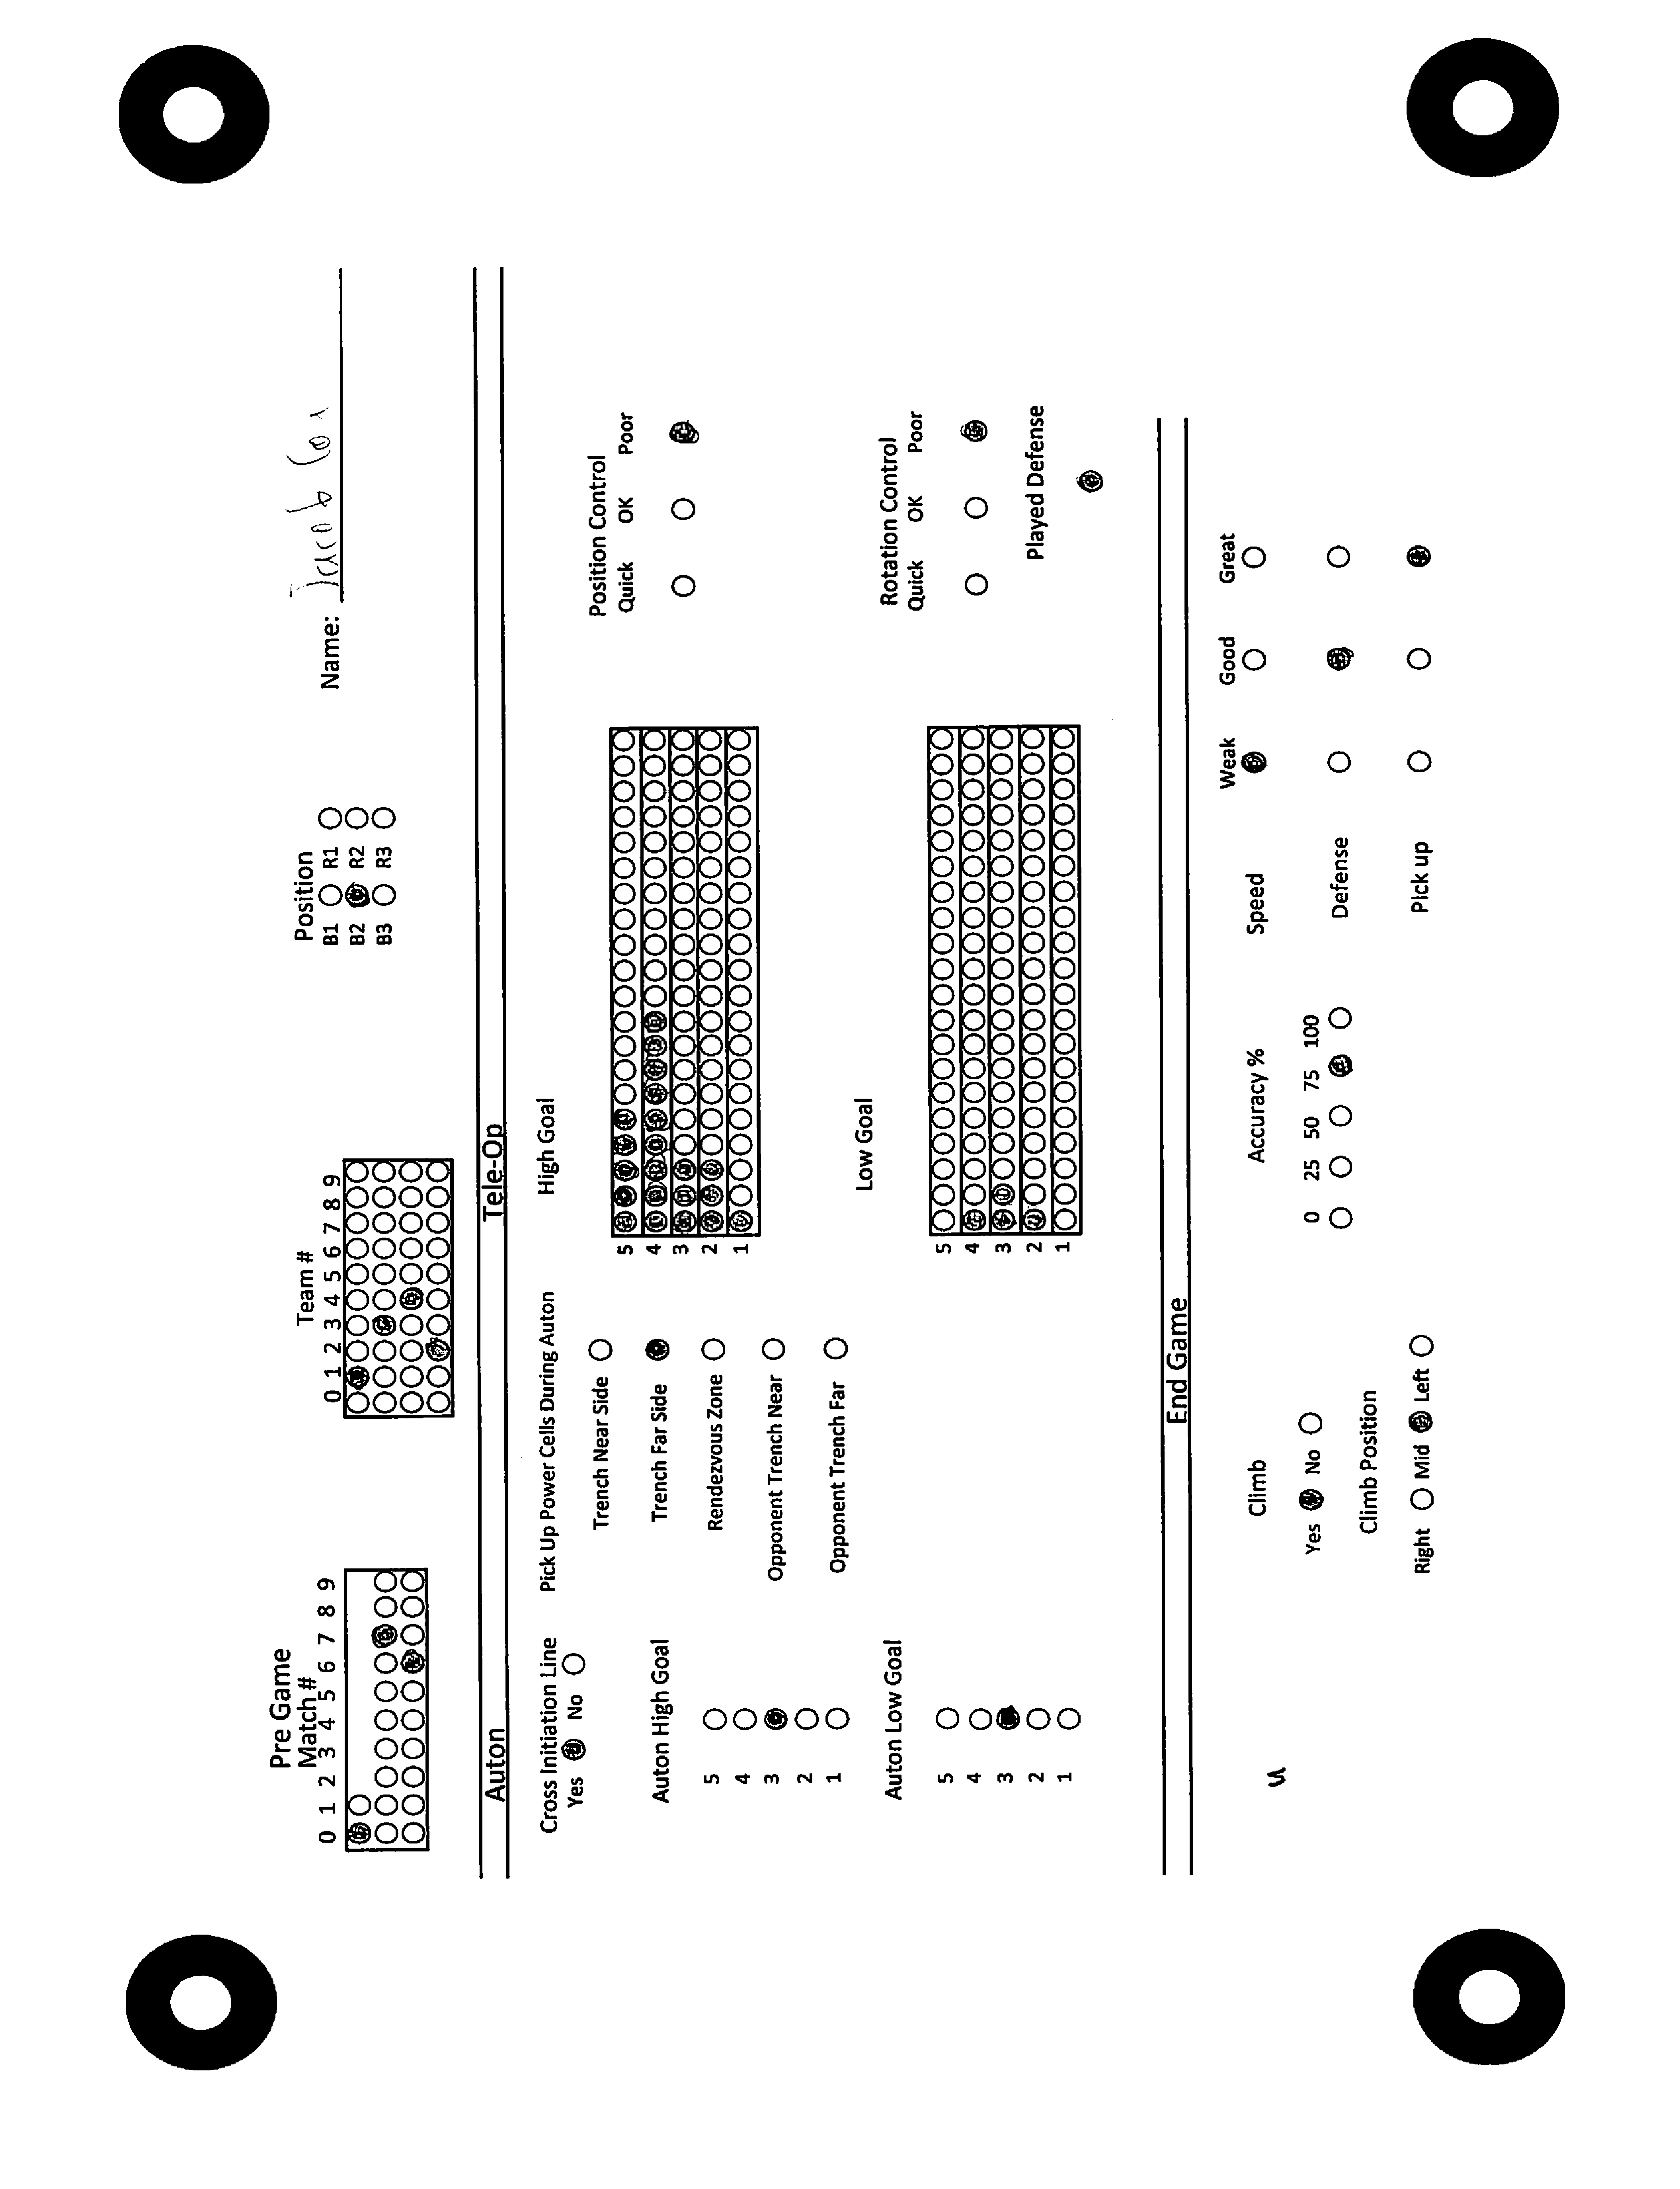 Pre Game
Match #
0 1 2 3 4 5 6 7 8 9
Team #
0 1 2 3 4 5 6 7 8 9
Position
B1 R1
B2 R2
B3 R3
Name: Jacob Cox
Auton
Tele-Op
Cross Initiation Line
Yes No
Auton High Goal
5
4
3
2
1
Auton Low Goal
5
4
3
2
1
Pick Up Power Cells During Auton
Trench Near Side
Trench Far Side
Rendezvous Zone
Opponent Trench Near
Opponent Trench Far
High Goal
5
4
3
2
1
Low Goal
5
4
3
2
1
Position Control
Quick OK Poor
Rotation Control
Quick OK Poor
Played Defense
End Game
Climb
Yes No
Climb Position
Right Mid Left
Accuracy %
0 25 50 75 100
Weak Good Great
Speed
Defense
Pick up